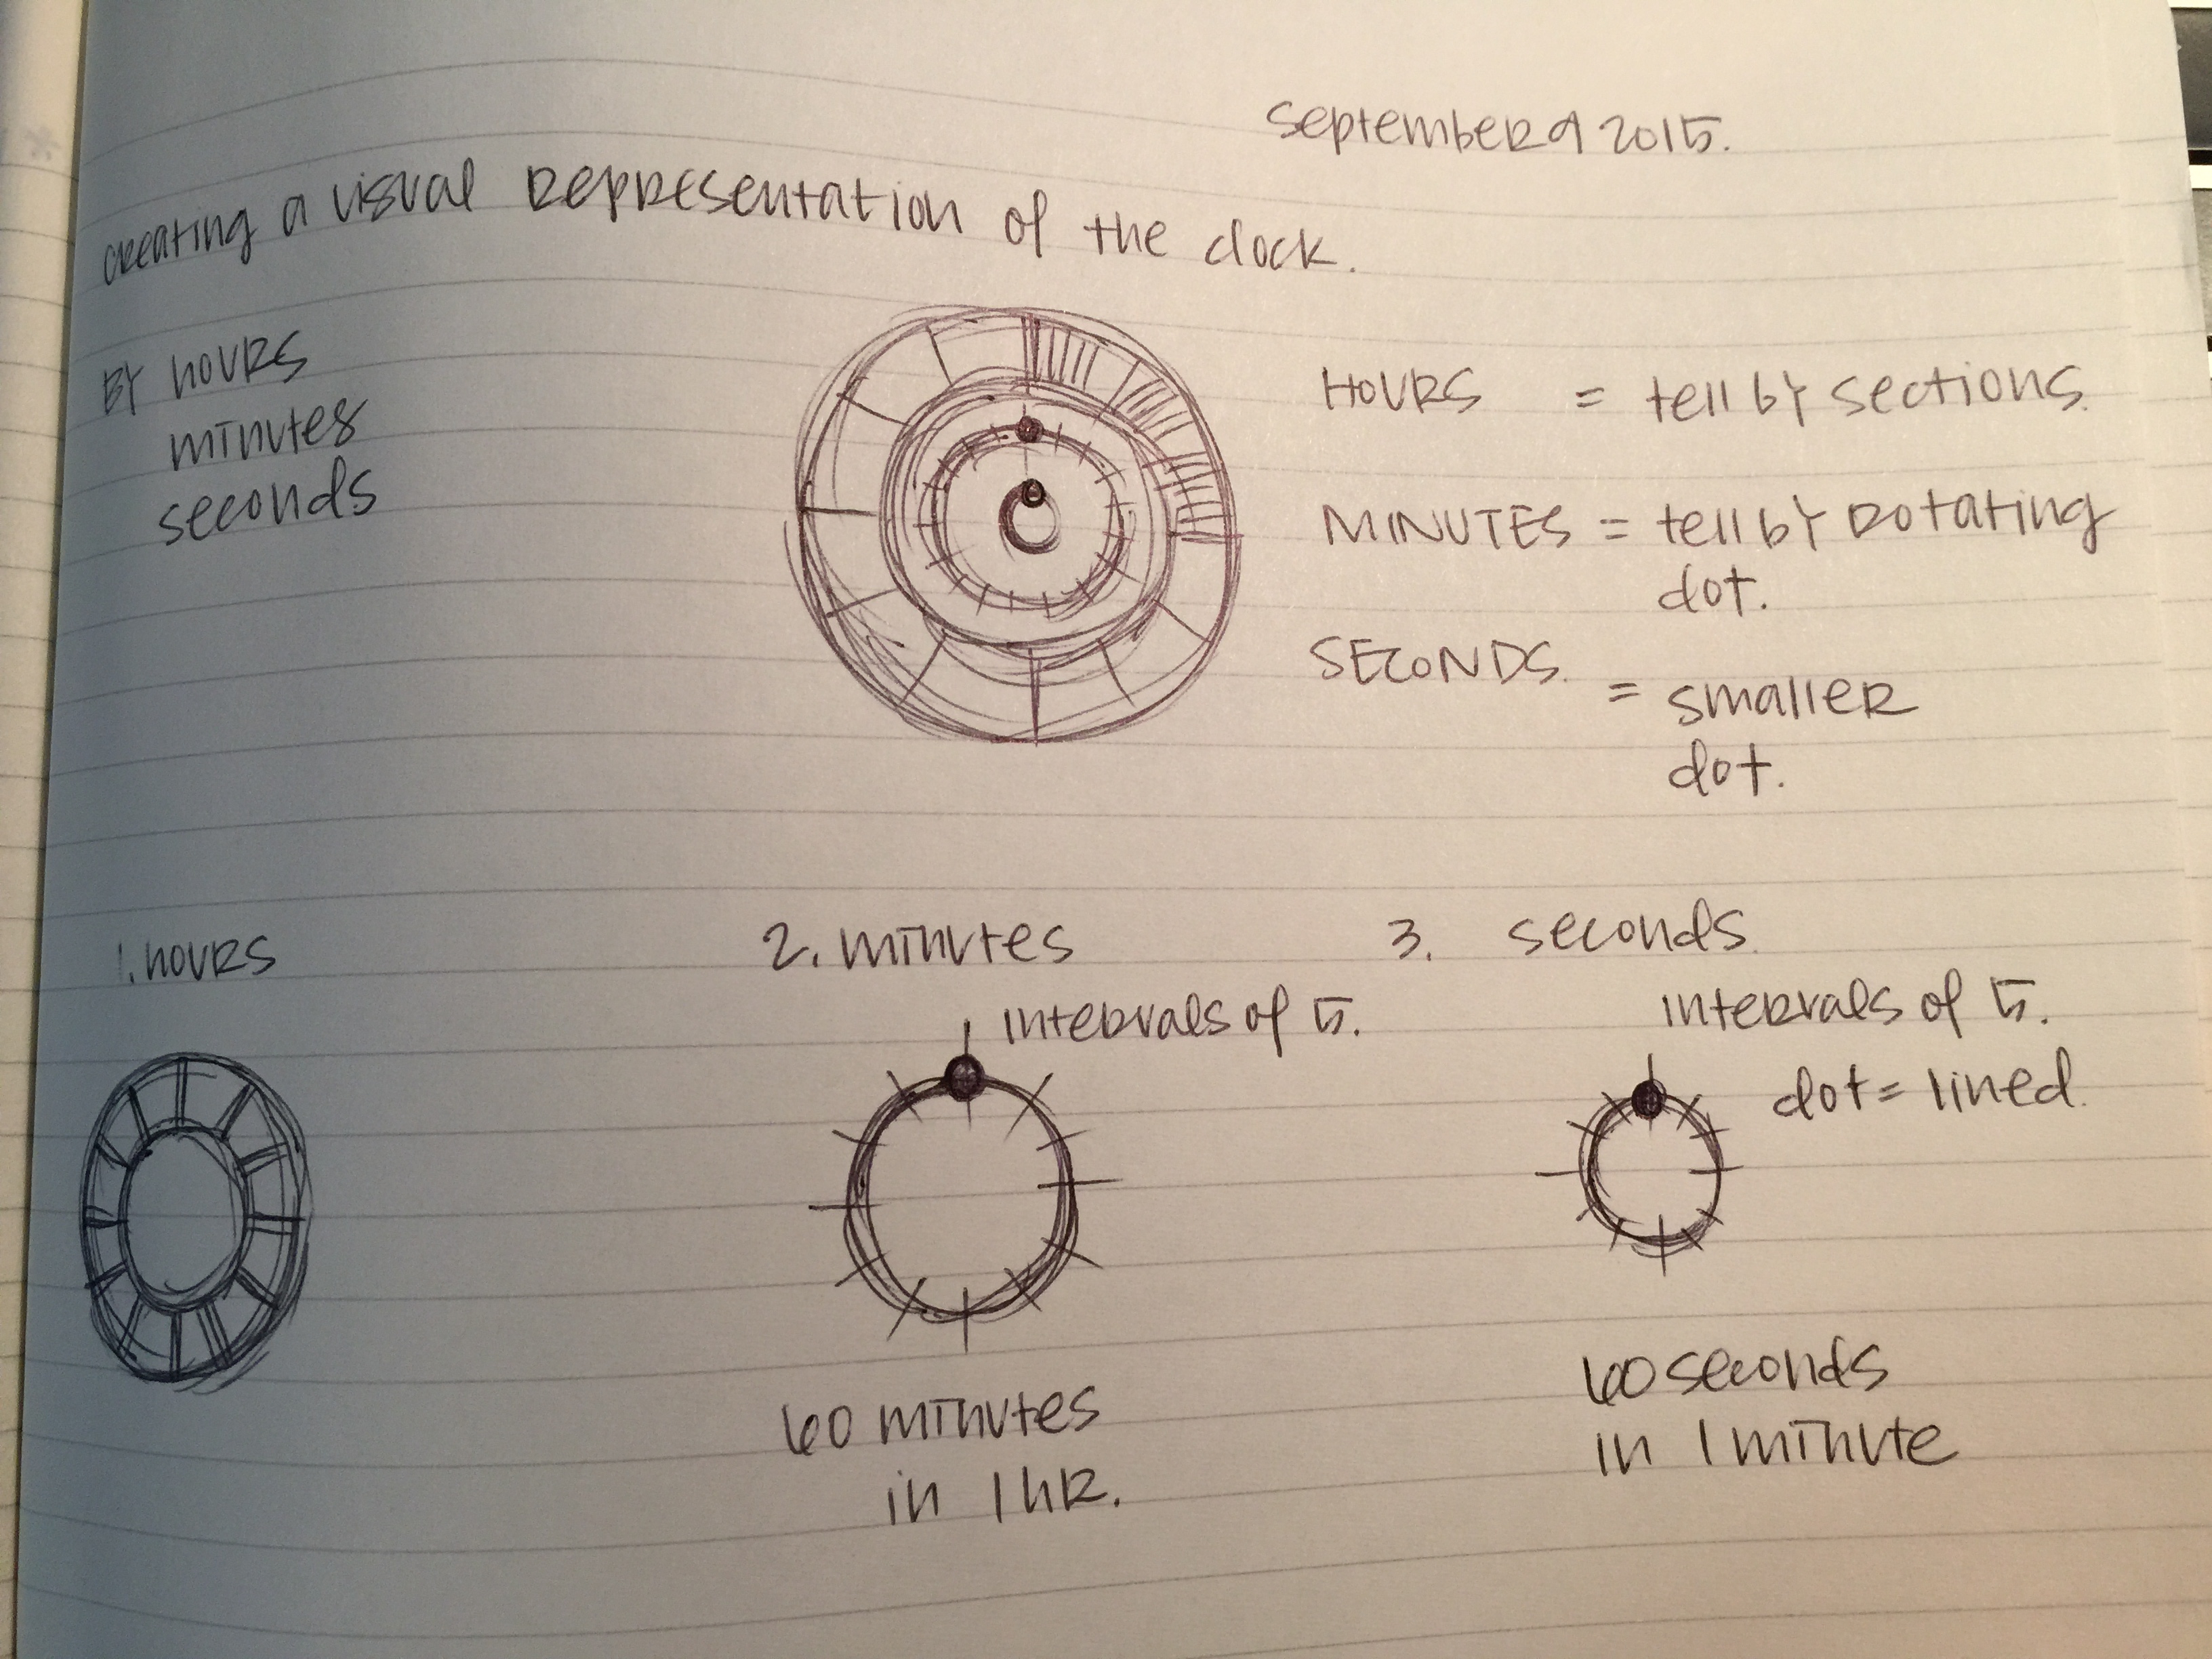 September 9 2015.
creating a visual representation of the clock.
by hours
minutes
seconds
HOURS = tell by sections.
MINUTES = tell by rotating
dot.
SECONDS. = smaller
dot.
1. hours
2. minutes
intervals of 5.
60 minutes
in 1 hr.
3. seconds.
intervals of 5.
dot = lined.
60 seconds
in 1 minute